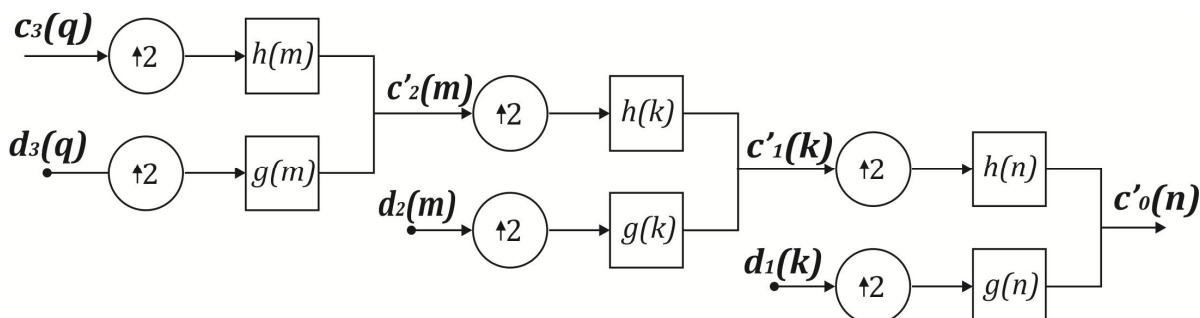 c₃(q)
↑2
h(m)
d₃(q)
↑2
g(m)
c'₂(m)
↑2
h(k)
d₂(m)
↑2
g(k)
c'₁(k)
↑2
h(n)
d₁(k)
↑2
g(n)
c'₀(n)